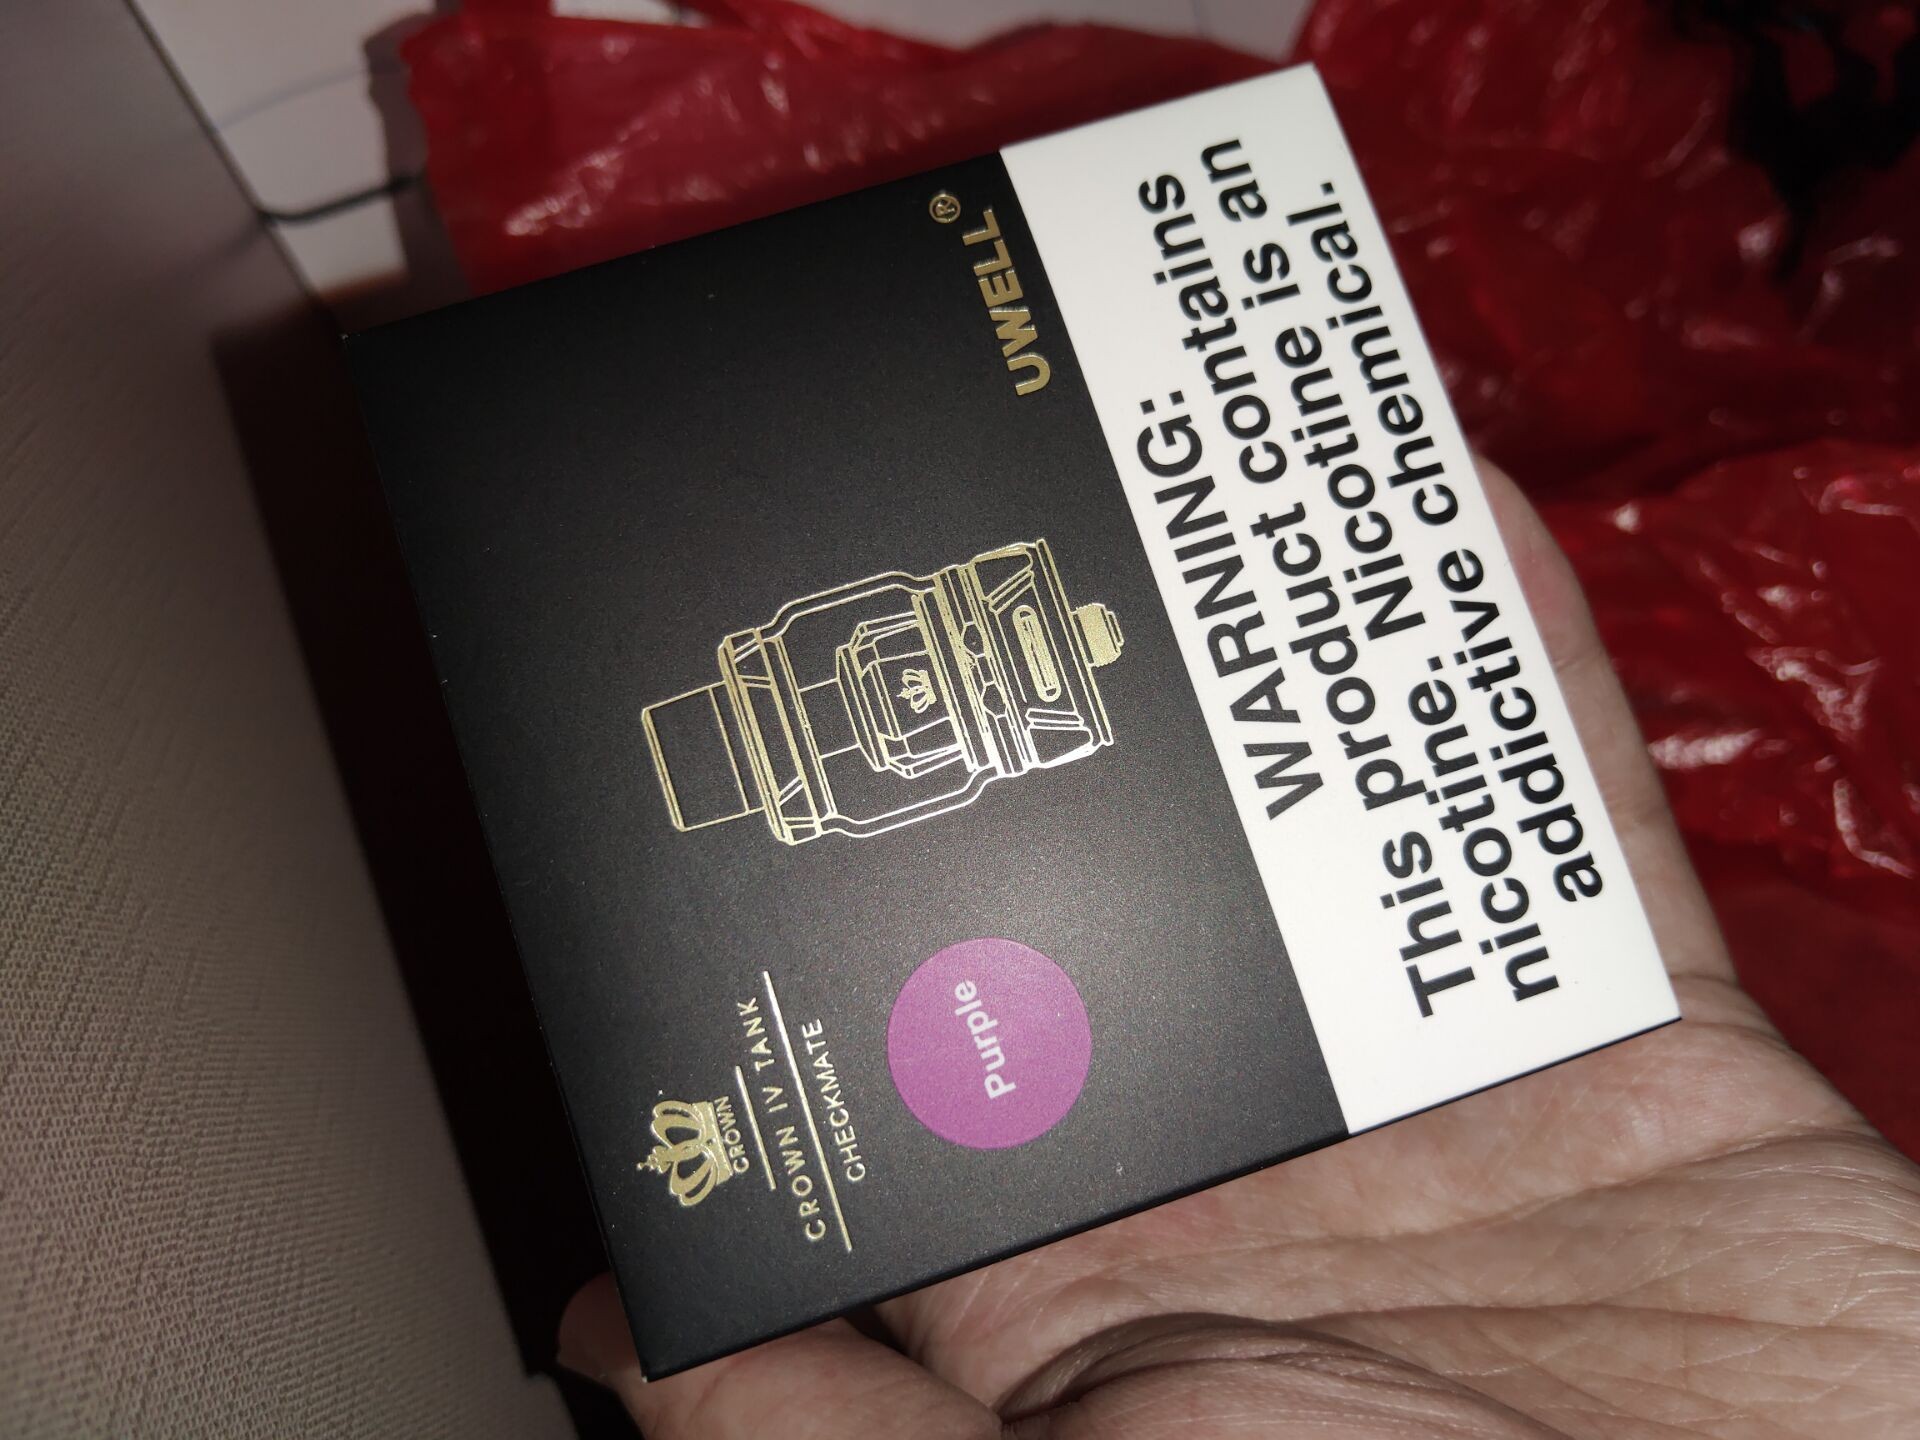 CROWN
CROWN IV TANK
CHECKMATE
UWELL®
Purple
WARNING:
This product contains
nicotine. Nicotine is an
addictive chemical.